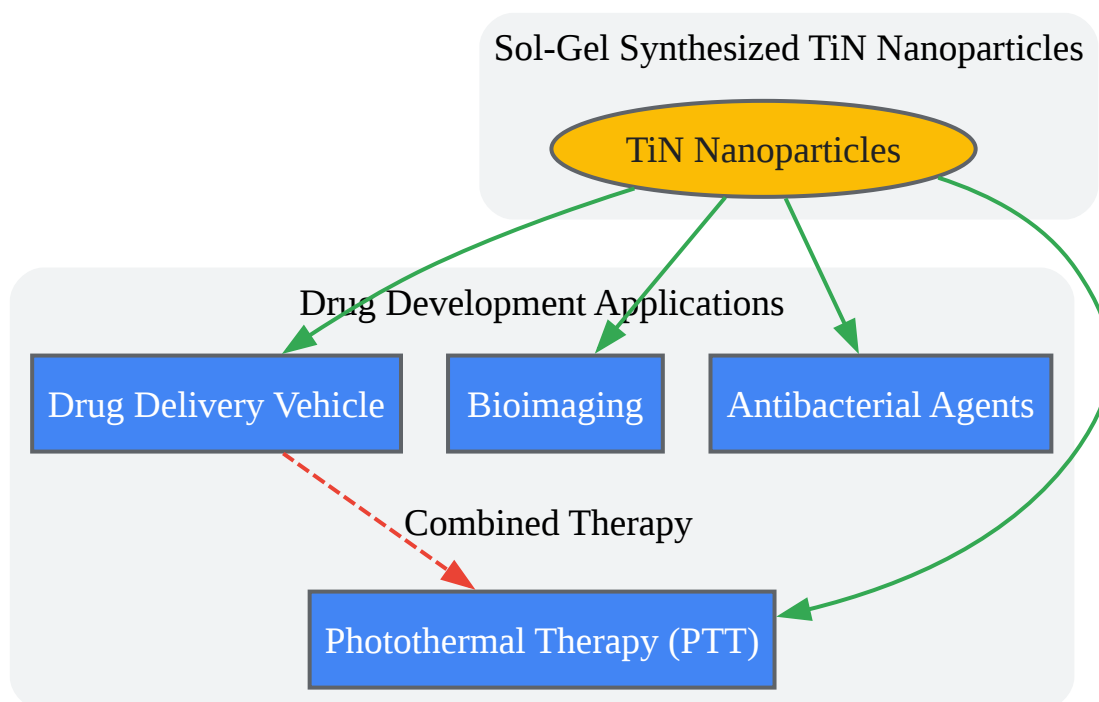 Sol-Gel Synthesized TiN Nanoparticles
TiN Nanoparticles
Drug Development Applications
Drug Delivery Vehicle
Bioimaging
Antibacterial Agents
Combined Therapy
Photothermal Therapy (PTT)